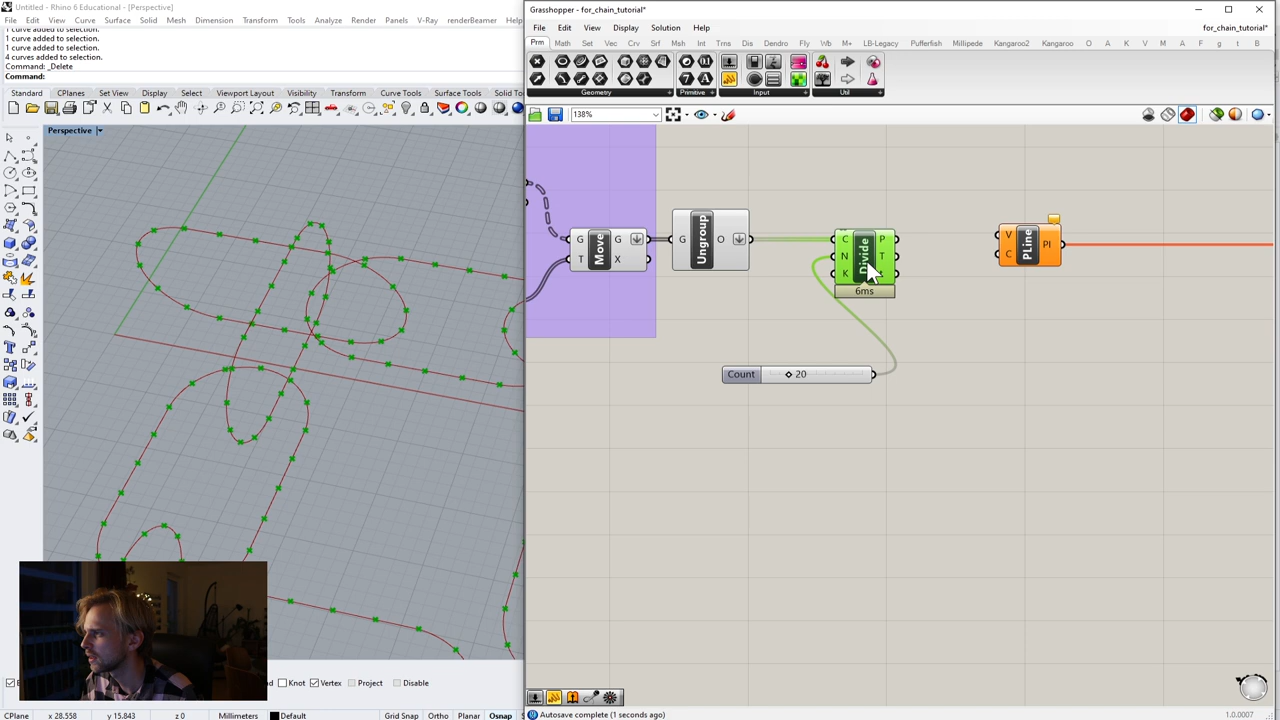 Untitled - Rhino 6 Educational - [Perspective]
File Edit View Curve Surface Solid Mesh Dimension Transform Tools Analyze Render Panels V-Ray renderBeamer Help
1 curve added to selection.
1 curve added to selection.
4 curves added to selection.
Command: _Delete
Command:
Standard CPlanes Set View Display Select Viewport Layout Visibility Transform Curve Tools Surface Tools Solid To
Perspective
Knot Vertex Project Disable
CPlane x 28.558 y 15.843 z 0 Millimeters Default Grid Snap Ortho Planar Osnap
Grasshopper - for_chain_tutorial*
File Edit View Display Solution Help
for_chain_tutorial*
Prm Math Set Vec Crv Srf Msh Int Trns Dis Dendro Fly Wb M+ LB-Legacy Pufferfish Millipede Kangaroo2 Kangaroo O A K V M A F B
Geometry Primitive Input Util
138%
G Move G
T X
G Ungroup O
C Divide P
N T
K t
6ms
V PLine Pl
C
Count 20
Autosave complete (1 seconds ago)
1.0.0007